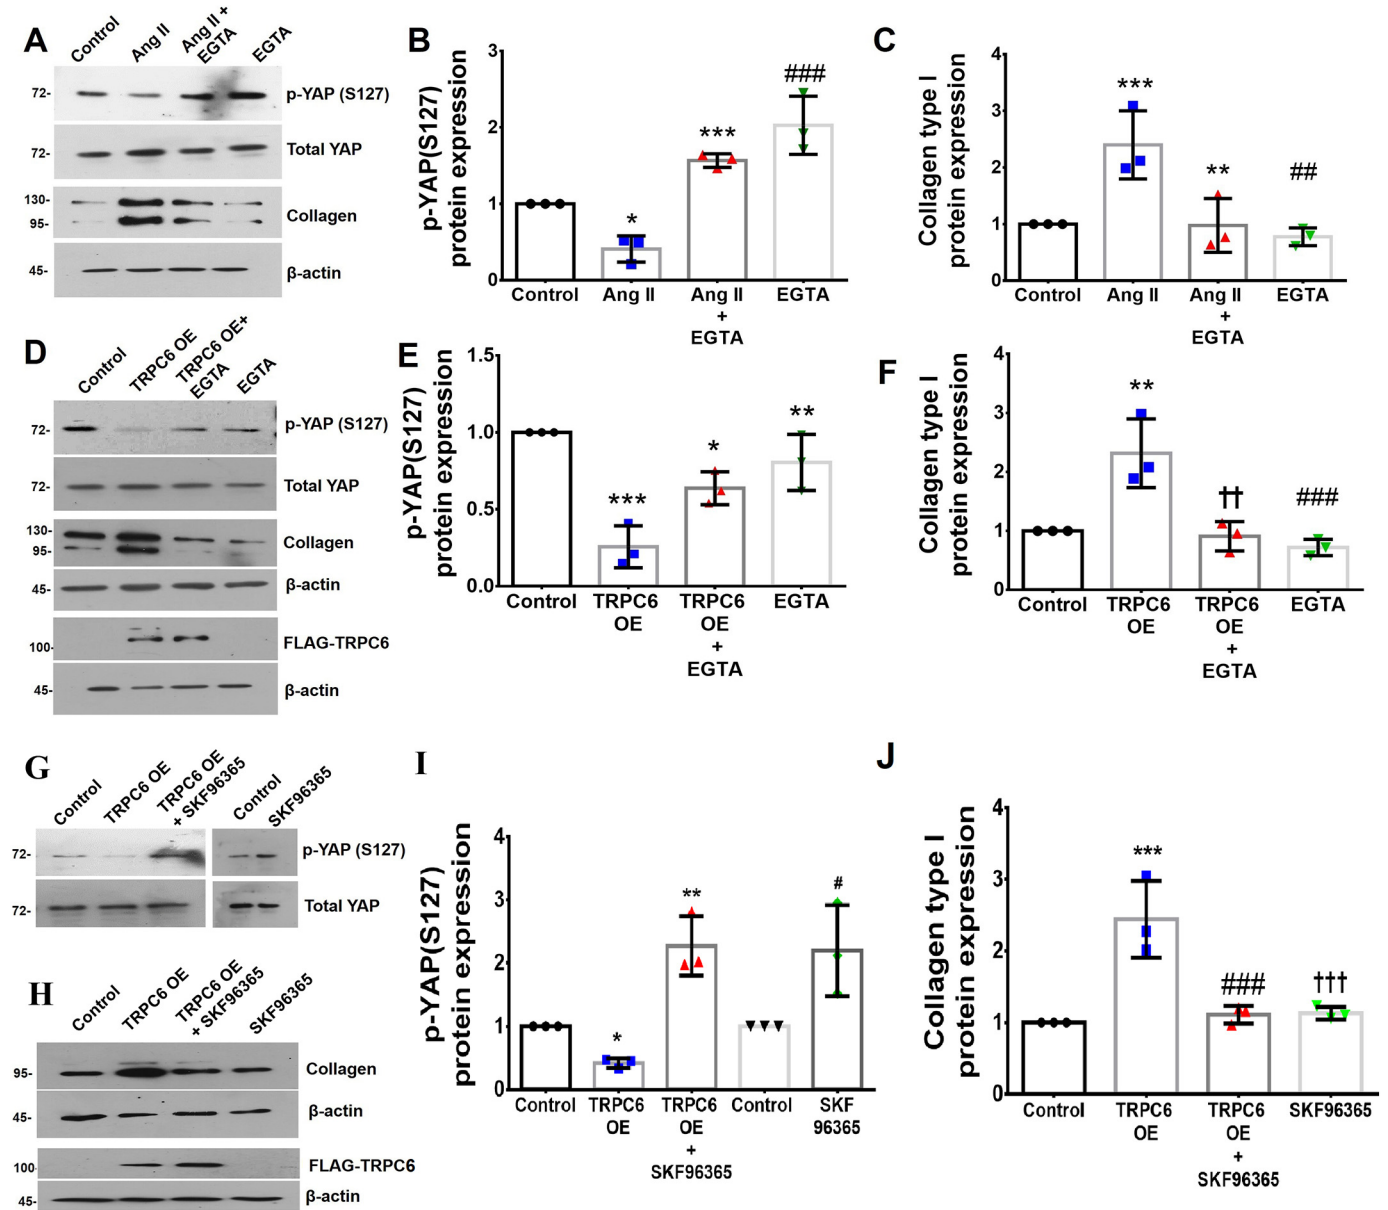 A
Control
Ang II
Ang II +
EGTA
EGTA
72-
p-YAP (S127)
72-
Total YAP
130-
95-
Collagen
45-
β-actin
B
p-YAP(S127)
protein expression
3
2
1
0
*
***
###
Control
Ang II
Ang II
+
EGTA
EGTA
C
Collagen type I
protein expression
4
3
2
1
0
***
**
##
Control
Ang II
Ang II
+
EGTA
EGTA
D
Control
TRPC6 OE
TRPC6 OE+
EGTA
EGTA
72-
p-YAP (S127)
72-
Total YAP
130-
95-
Collagen
45-
β-actin
100-
FLAG-TRPC6
45-
β-actin
E
p-YAP(S127)
protein expression
1.5
1.0
0.5
0.0
***
*
**
Control
TRPC6
OE
TRPC6
OE
+
EGTA
EGTA
F
Collagen type I
protein expression
4
3
2
1
0
**
††
###
Control
TRPC6
OE
TRPC6
OE
+
EGTA
EGTA
G
Control
TRPC6 OE
TRPC6 OE
+ SKF96365
Control
SKF96365
72-
p-YAP (S127)
72-
Total YAP
H
Control
TRPC6 OE
TRPC6 OE
+ SKF96365
SKF96365
95-
Collagen
45-
β-actin
100-
FLAG-TRPC6
45-
β-actin
I
p-YAP(S127)
protein expression
4
3
2
1
0
*
**
#
Control
TRPC6
OE
TRPC6
OE
+
SKF96365
Control
SKF
96365
J
Collagen type I
protein expression
4
3
2
1
0
***
###
†††
Control
TRPC6
OE
TRPC6
OE
+
SKF96365
SKF96365